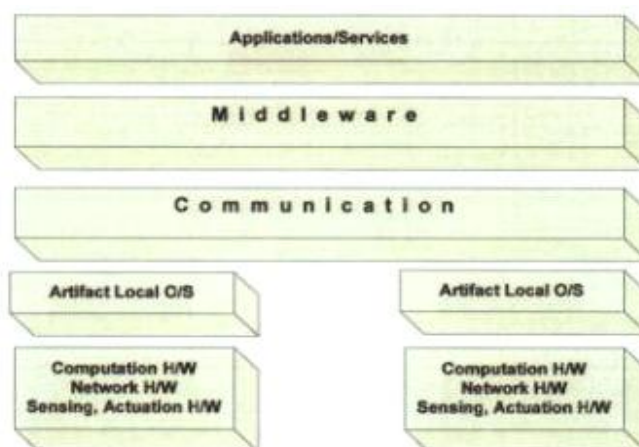 Applications/Services
Middleware
Communication
Artifact Local O/S
Artifact Local O/S
Computation H/W
Network H/W
Sensing, Actuation H/W
Computation H/W
Network H/W
Sensing, Actuation H/W